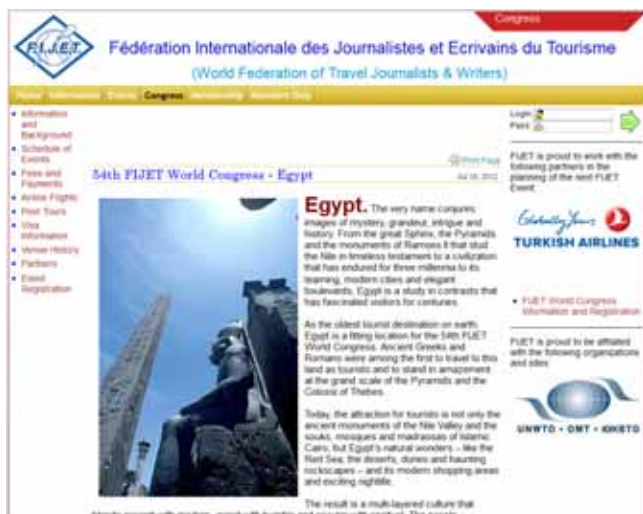 Congress
F.I.J.E.T.
Fédération Internationale des Journalistes et Ecrivains du Tourisme
(World Federation of Travel Journalists & Writers)
Home Information Events Congress Membership Members Only
Information
and
Background
Schedule of
Events
Fees and
Payments
Airline Flights
Post Tours
Visa
Information
Venue History
Partners
Event
Registration
Print Page
54th FIJET World Congress - Egypt
Egypt. The very name conjures
images of mystery, grandeur, intrigue and
history. From the great Sphinx, the Pyramids
and the monuments of Ramses II that stud
the Nile in timeless testament to a civilization
that has endured for three millennia to its
teaming, modern cities and elegant
boulevards, Egypt is a study in contrasts that
has fascinated visitors for centuries.
As the oldest tourist destination on earth,
Egypt is a fitting location for the 54th FIJET
World Congress. Ancient Greeks and
Romans were among the first to travel to this
land as tourists and to stand in amazement
at the grand scale of the Pyramids and the
Colossi of Thebes.
Today, the attraction for tourists is not only the
ancient monuments of the Nile Valley and the
souks, mosques and madrassas of Islamic
Cairo, but Egypt's natural wonders – like the
Red Sea, the deserts, dunes and haunting
rockscapes – and its modern shopping areas
and exciting nightlife.
The result is a multi-layered culture that
Login
Pass
FIJET is proud to work with the
following partners in the
planning of the next FIJET
Event
Globally Yours
TURKISH AIRLINES
FIJET World Congress
Information and Registration
FIJET is proud to be affiliated
with the following organizations
and sites:
UNWTO • OMT • ЮНВТО